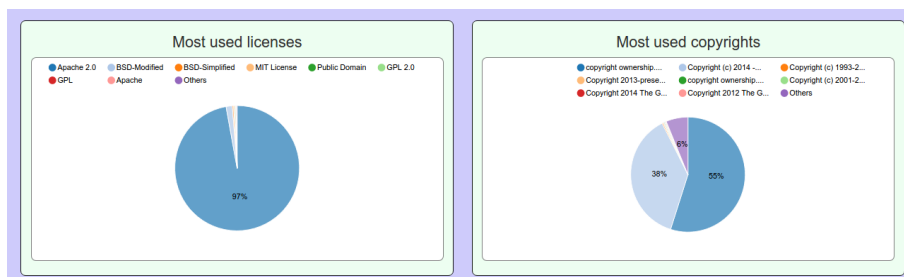 Most used licenses
Apache 2.0 BSD-Modified BSD-Simplified MIT License Public Domain GPL 2.0
GPL Apache Others
97%
Most used copyrights
copyright ownership.... Copyright (c) 2014 -... Copyright (c) 1993-2...
Copyright 2013-prese... copyright ownership.... Copyright (c) 2001-2...
Copyright 2014 The G... Copyright 2012 The G... Others
6%
38%
55%